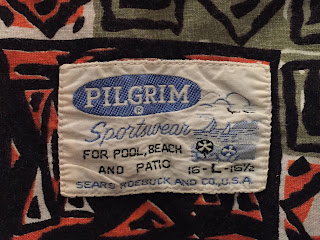 PILGRIM
®
Sportswear
FOR POOL, BEACH
AND PATIO 16-L-16½
SEARS, ROEBUCK AND CO., U.S.A.